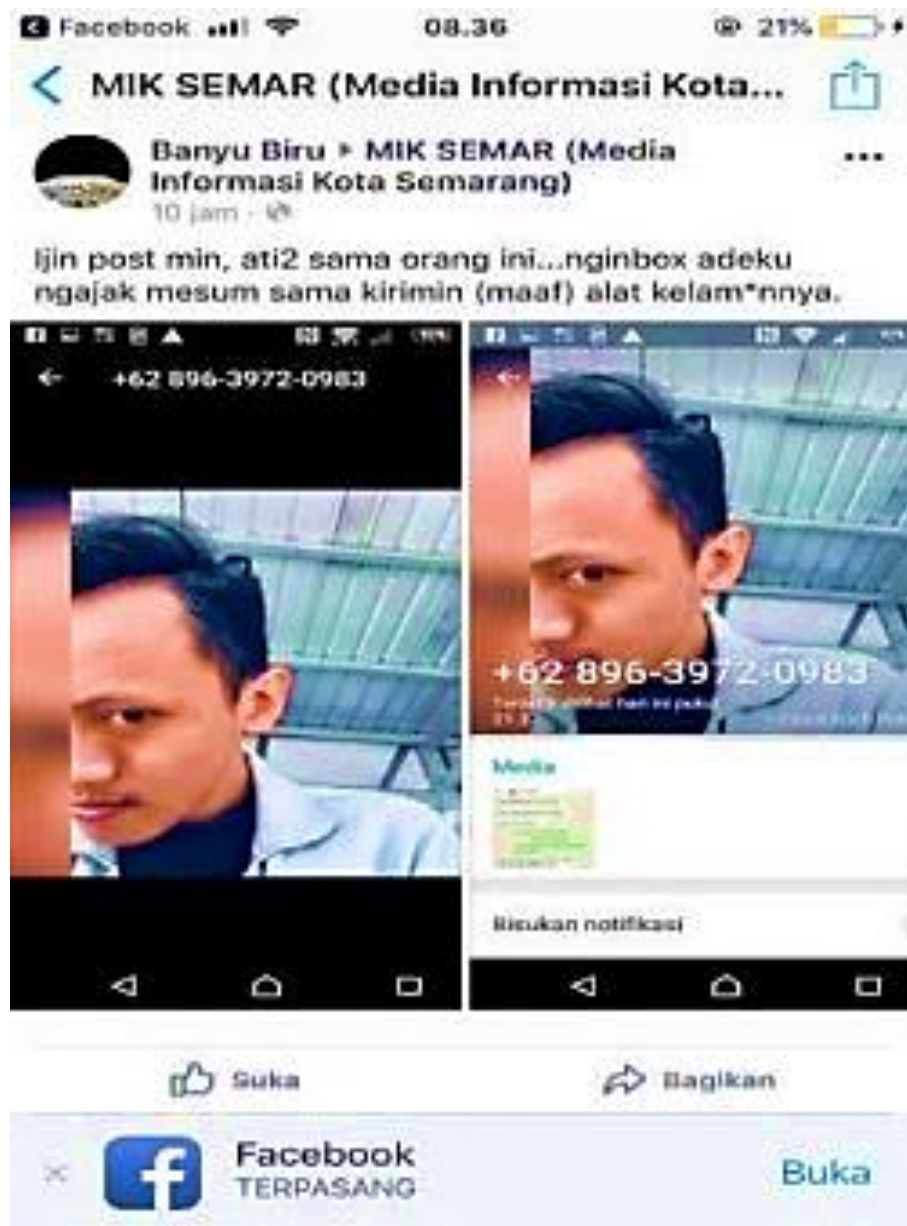 Facebook 08.36 21%
MIK SEMAR (Media Informasi Kota...
Banyu Biru ▸ MIK SEMAR (Media
Informasi Kota Semarang)
10 jam
Ijin post min, ati2 sama orang ini...nginbox adeku
ngajak mesum sama kirimin (maaf) alat kelam*nnya.
+62 896-3972-0983
+62 896-3972-0983
hari ini
Media
Bisukan notifikasi
Suka
Bagikan
Facebook
TERPASANG
Buka